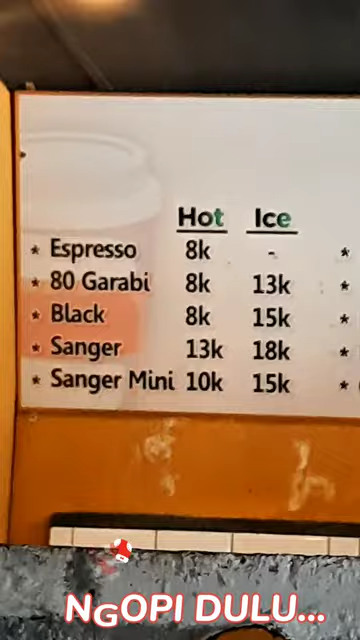 Hot Ice
* Espresso 8k - *
* 80 Garabi 8k 13k *
* Black 8k 15k *
* Sanger 13k 18k *
* Sanger Mini 10k 15k *
NGOPI DULU...